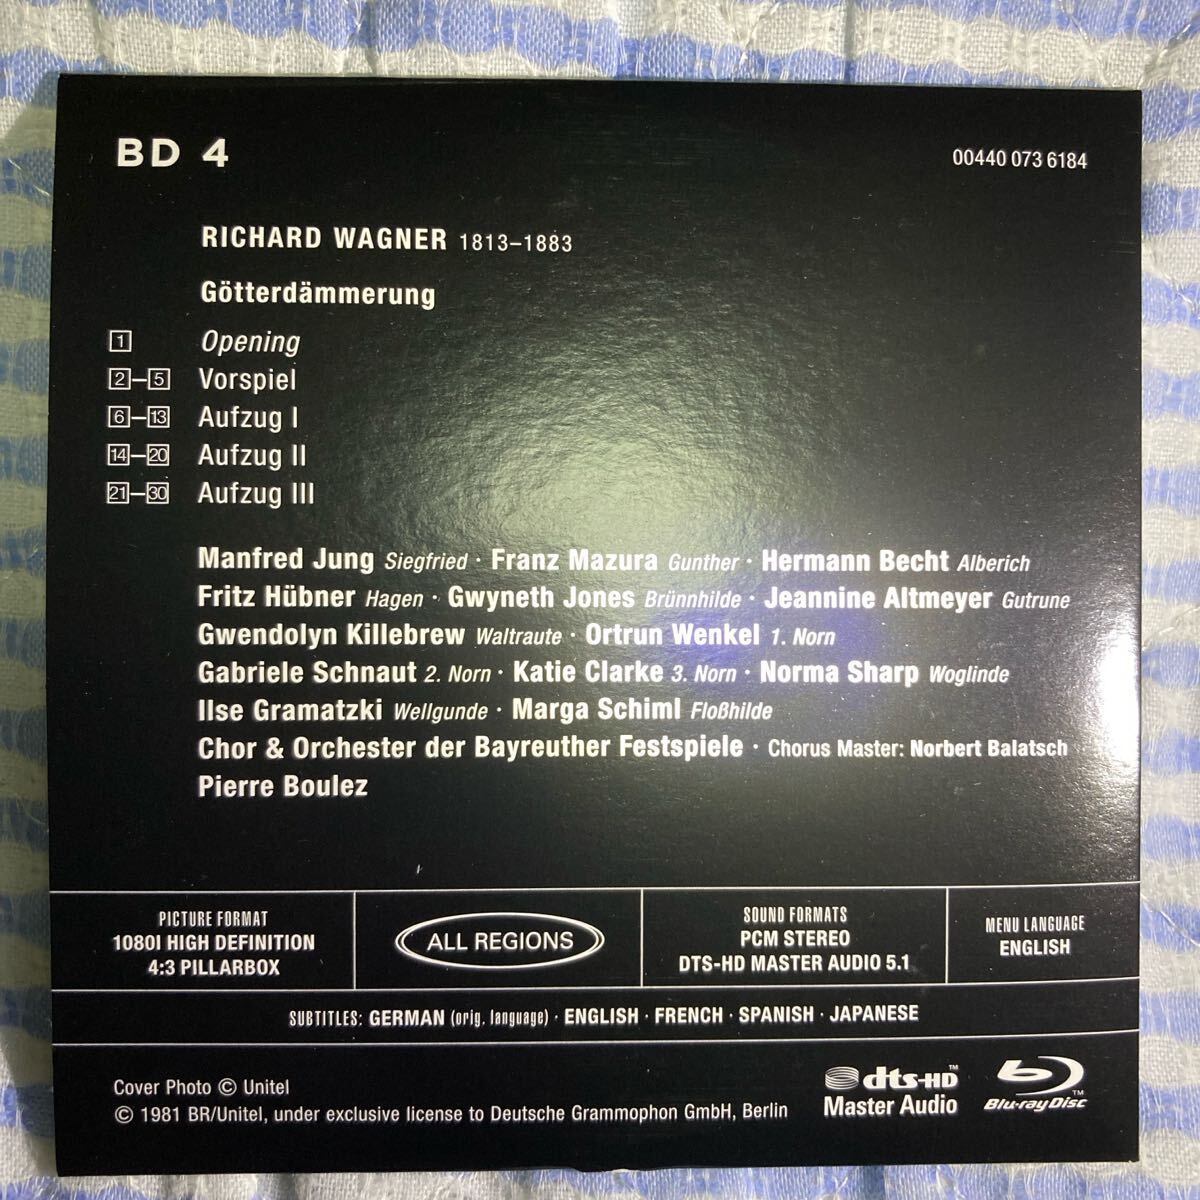 BD 4
00440 073 6184
RICHARD WAGNER 1813–1883
Götterdämmerung
1 Opening
2–5 Vorspiel
6–13 Aufzug I
14–20 Aufzug II
21–30 Aufzug III
Manfred Jung Siegfried · Franz Mazura Gunther · Hermann Becht Alberich
Fritz Hübner Hagen · Gwyneth Jones Brünnhilde · Jeannine Altmeyer Gutrune
Gwendolyn Killebrew Waltraute · Ortrun Wenkel 1. Norn
Gabriele Schnaut 2. Norn · Katie Clarke 3. Norn · Norma Sharp Woglinde
Ilse Gramatzki Wellgunde · Marga Schiml Floßhilde
Chor & Orchester der Bayreuther Festspiele · Chorus Master: Norbert Balatsch
Pierre Boulez
PICTURE FORMAT
1080I HIGH DEFINITION
4:3 PILLARBOX
ALL REGIONS
SOUND FORMATS
PCM STEREO
DTS-HD MASTER AUDIO 5.1
MENU LANGUAGE
ENGLISH
SUBTITLES: GERMAN (orig. language) · ENGLISH · FRENCH · SPANISH · JAPANESE
Cover Photo © Unitel
© 1981 BR/Unitel, under exclusive license to Deutsche Grammophon GmbH, Berlin
dts-HD™
Master Audio
Blu-ray Disc™